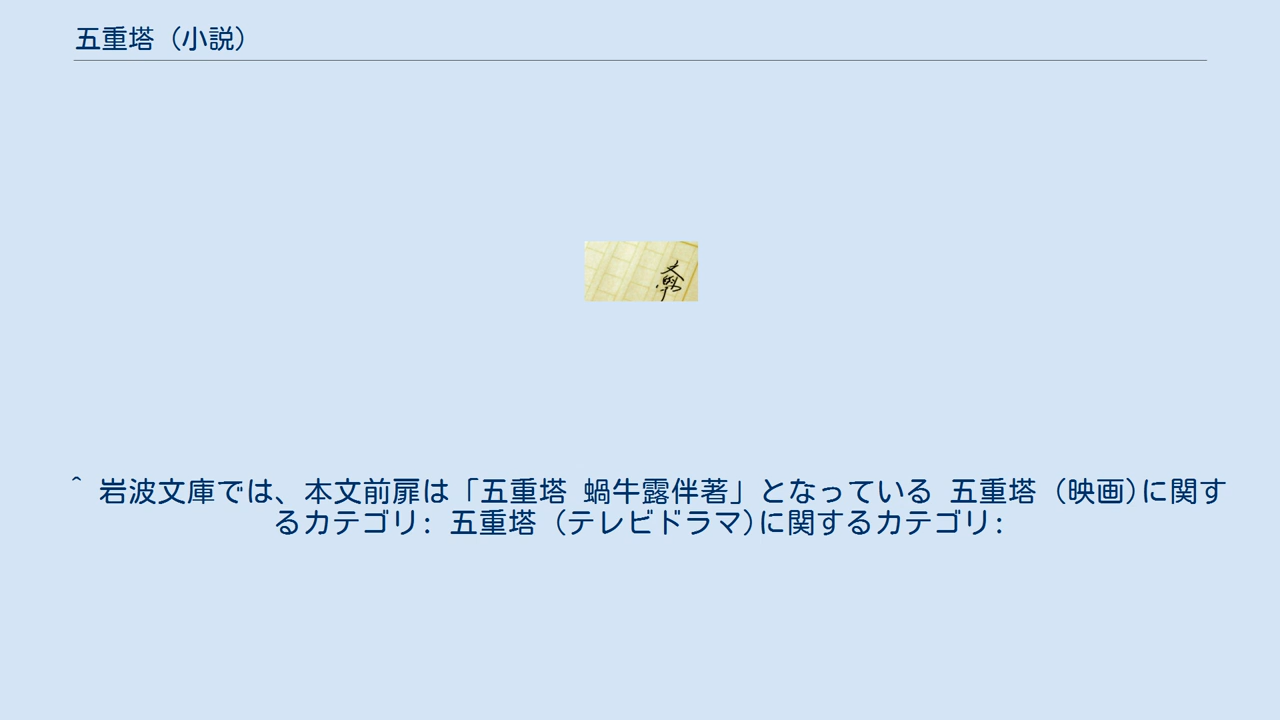 五重塔（小説）
^ 岩波文庫では、本文前扉は「五重塔 蝸牛露伴著」となっている 五重塔 (映画)に関す
るカテゴリ: 五重塔 (テレビドラマ)に関するカテゴリ: